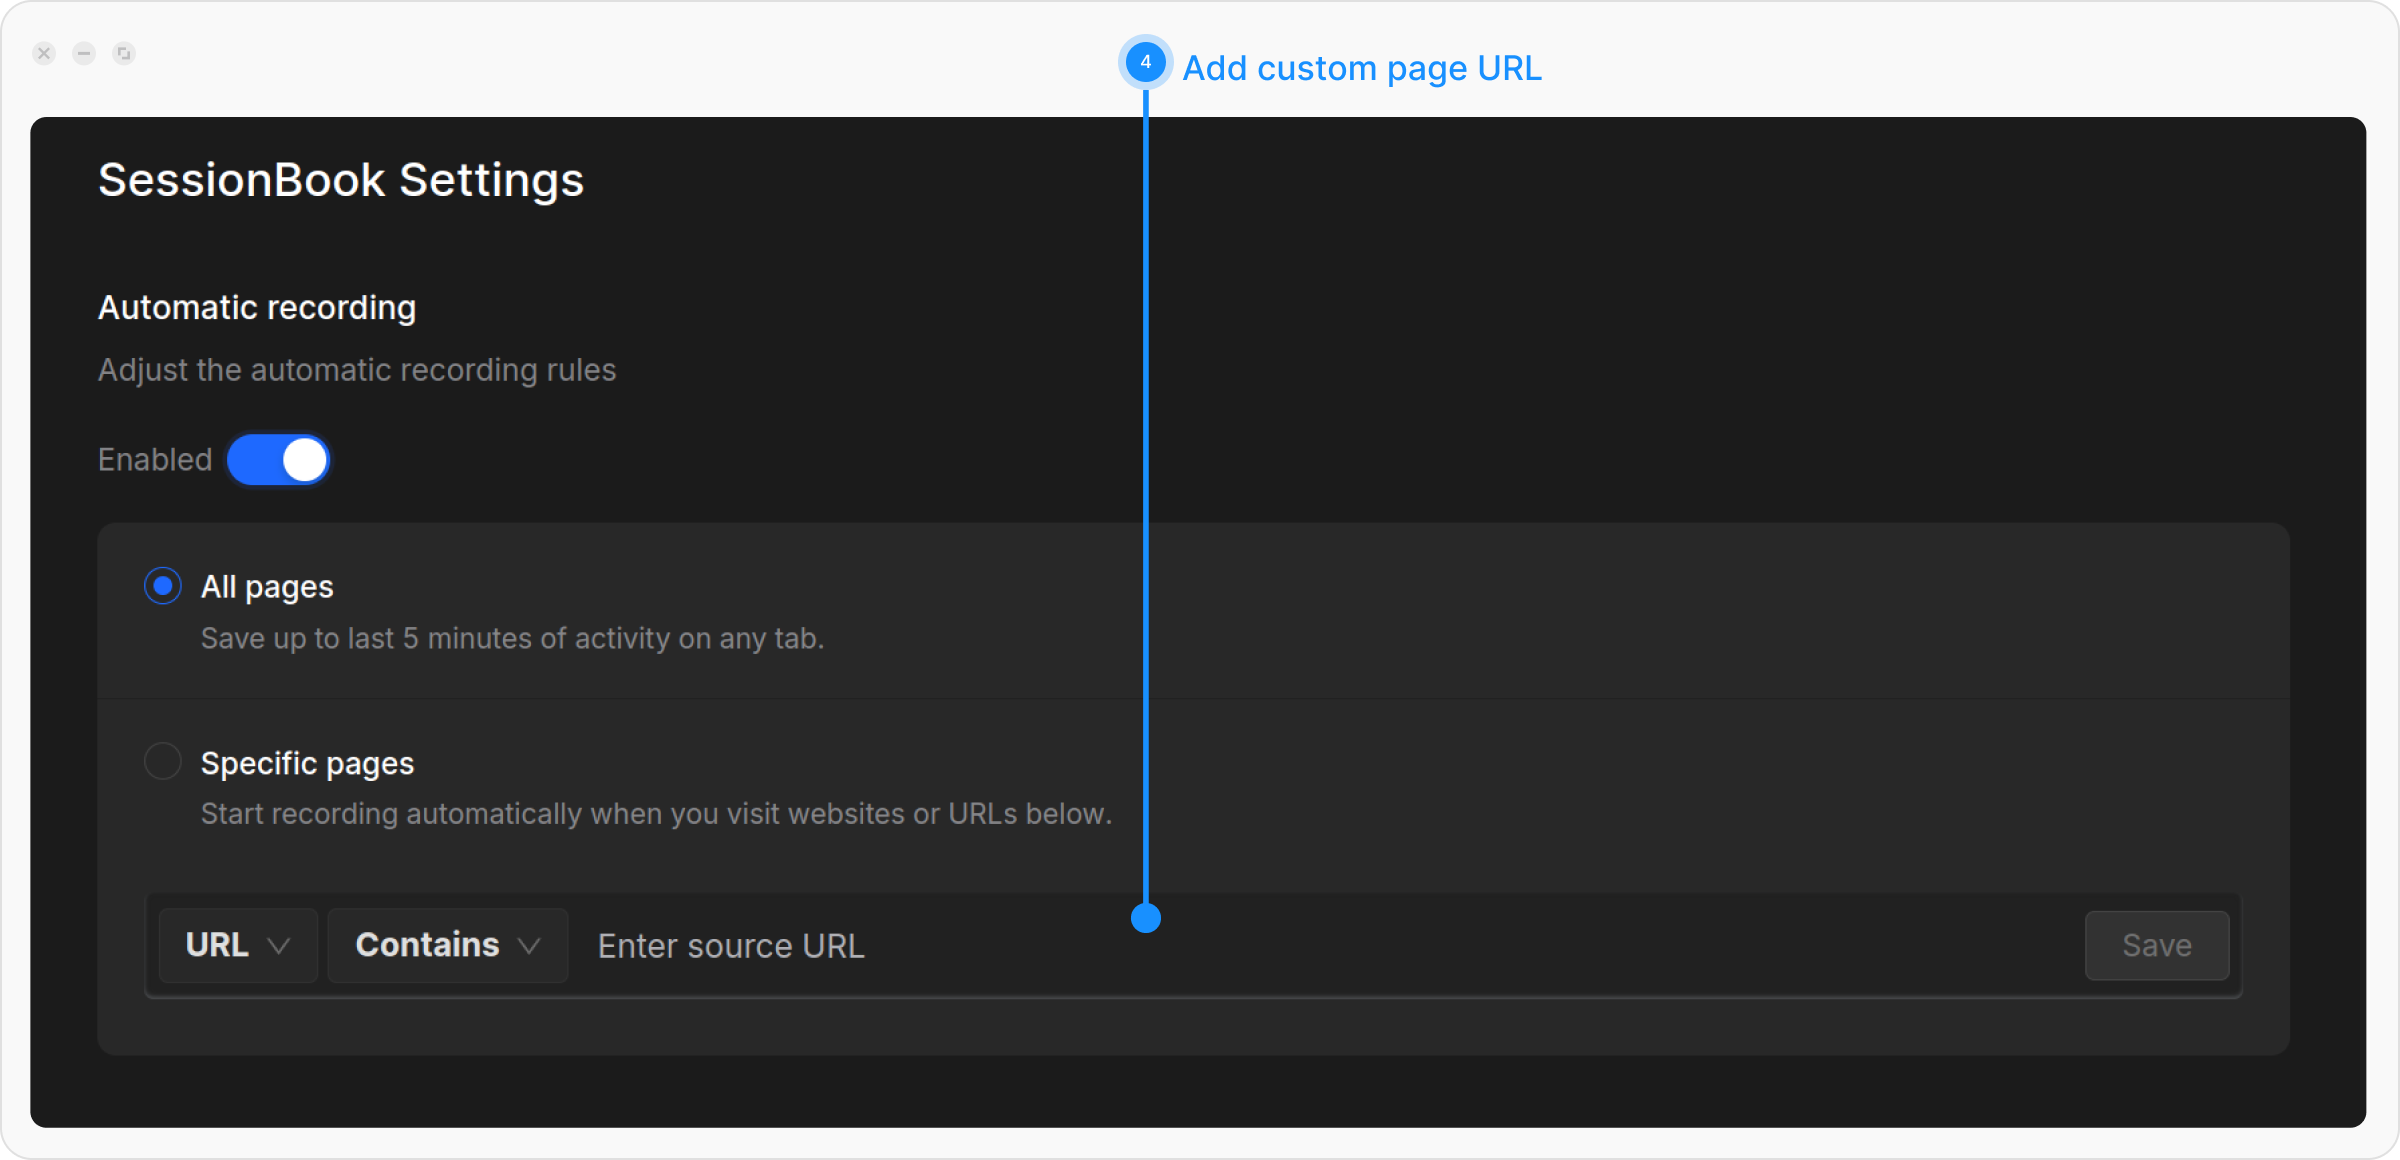 4 Add custom page URL
SessionBook Settings
Automatic recording
Adjust the automatic recording rules
Enabled
All pages
Save up to last 5 minutes of activity on any tab.
Specific pages
Start recording automatically when you visit websites or URLs below.
URL Contains Enter source URL Save